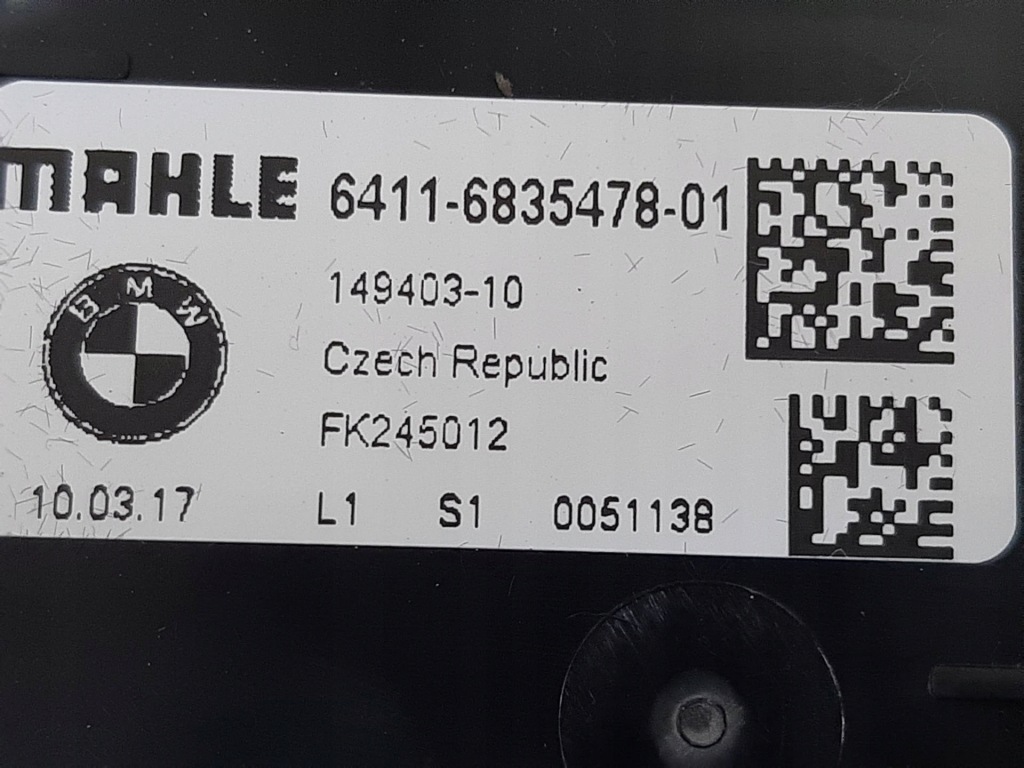 MAHLE 6411-6835478-01
BMW
149403-10
Czech Republic
FK245012
10.03.17 L1 S1 0051138